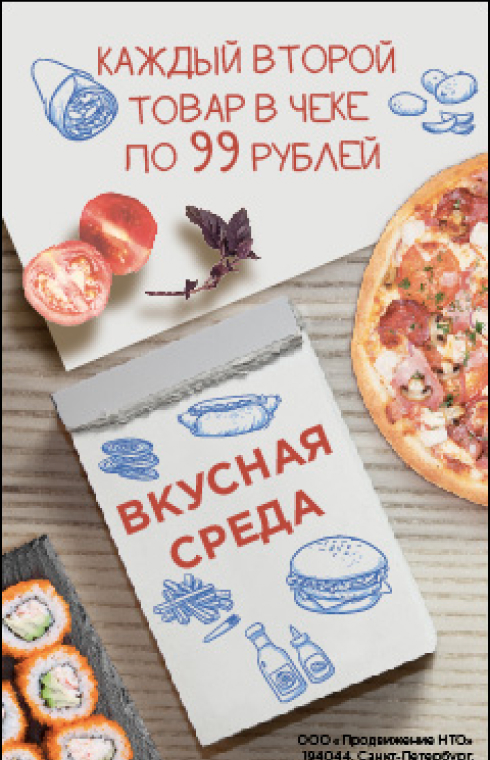 КАЖДЫЙ ВТОРОЙ
ТОВАР В ЧЕКЕ
ПО 99 РУБЛЕЙ
ВКУСНАЯ
СРЕДА
ООО «Продвижение НТО»
194044, Санкт-Петербург,